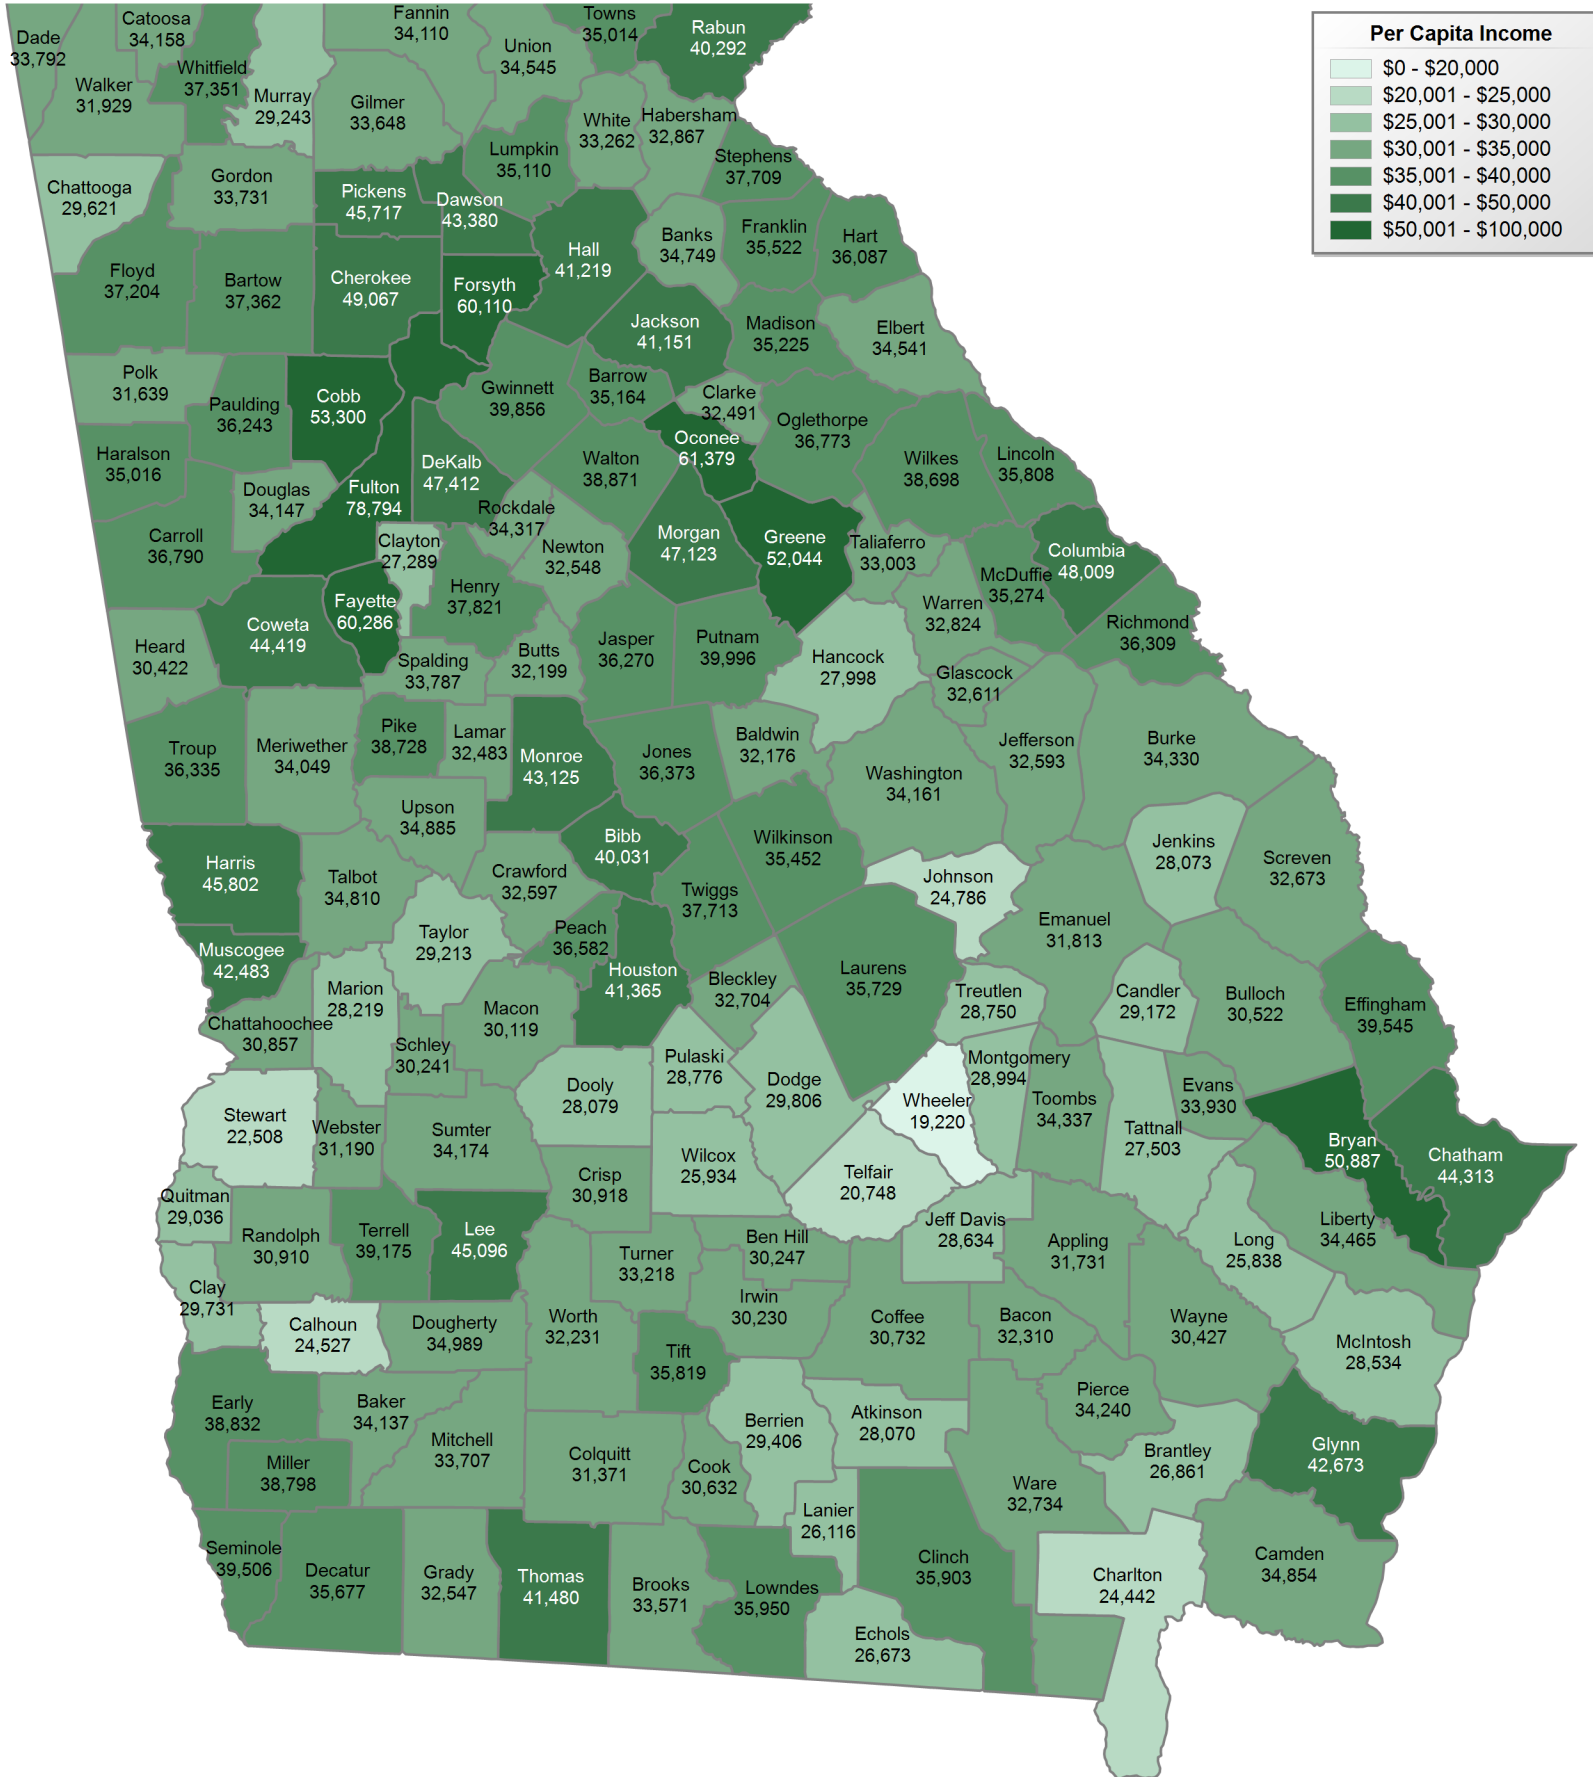 Per Capita Income
$0 - $20,000
$20,001 - $25,000
$25,001 - $30,000
$30,001 - $35,000
$35,001 - $40,000
$40,001 - $50,000
$50,001 - $100,000
Dade
33,792
Catoosa
34,158
Fannin
34,110
Towns
35,014
Rabun
40,292
Union
34,545
Walker
31,929
Whitfield
37,351
Murray
29,243
Gilmer
33,648
White
33,262
Habersham
32,867
Lumpkin
35,110
Stephens
37,709
Chattooga
29,621
Gordon
33,731
Pickens
45,717
Dawson
43,380
Hall
41,219
Banks
34,749
Franklin
35,522
Hart
36,087
Floyd
37,204
Bartow
37,362
Cherokee
49,067
Forsyth
60,110
Jackson
41,151
Madison
35,225
Elbert
34,541
Polk
31,639
Paulding
36,243
Cobb
53,300
Gwinnett
39,856
Barrow
35,164
Clarke
32,491
Oglethorpe
36,773
Haralson
35,016
Oconee
61,379
DeKalb
47,412
Walton
38,871
Wilkes
38,698
Lincoln
35,808
Douglas
34,147
Fulton
78,794
Rockdale
34,317
Carroll
36,790
Clayton
27,289
Newton
32,548
Morgan
47,123
Greene
52,044
Taliaferro
33,003
Columbia
48,009
McDuffie
35,274
Henry
37,821
Fayette
60,286
Warren
32,824
Richmond
36,309
Coweta
44,419
Heard
30,422
Spalding
33,787
Butts
32,199
Jasper
36,270
Putnam
39,996
Hancock
27,998
Glascock
32,611
Troup
36,335
Meriwether
34,049
Pike
38,728
Lamar
32,483
Monroe
43,125
Jones
36,373
Baldwin
32,176
Washington
34,161
Jefferson
32,593
Burke
34,330
Upson
34,885
Bibb
40,031
Wilkinson
35,452
Jenkins
28,073
Screven
32,673
Harris
45,802
Talbot
34,810
Crawford
32,597
Twiggs
37,713
Johnson
24,786
Emanuel
31,813
Taylor
29,213
Peach
36,582
Muscogee
42,483
Houston
41,365
Bleckley
32,704
Laurens
35,729
Treutlen
28,750
Candler
29,172
Bulloch
30,522
Effingham
39,545
Marion
28,219
Macon
30,119
Chattahoochee
30,857
Schley
30,241
Pulaski
28,776
Dodge
29,806
Montgomery
28,994
Wheeler
19,220
Toombs
34,337
Evans
33,930
Dooly
28,079
Stewart
22,508
Webster
31,190
Sumter
34,174
Tattnall
27,503
Bryan
50,887
Chatham
44,313
Wilcox
25,934
Crisp
30,918
Telfair
20,748
Quitman
29,036
Randolph
30,910
Terrell
39,175
Lee
45,096
Turner
33,218
Ben Hill
30,247
Jeff Davis
28,634
Appling
31,731
Long
25,838
Liberty
34,465
Clay
29,731
Calhoun
24,527
Dougherty
34,989
Worth
32,231
Irwin
30,230
Coffee
30,732
Bacon
32,310
Wayne
30,427
McIntosh
28,534
Tift
35,819
Early
38,832
Baker
34,137
Pierce
34,240
Berrien
29,406
Atkinson
28,070
Mitchell
33,707
Colquitt
31,371
Cook
30,632
Brantley
26,861
Glynn
42,673
Miller
38,798
Ware
32,734
Lanier
26,116
Seminole
39,506
Decatur
35,677
Grady
32,547
Thomas
41,480
Brooks
33,571
Lowndes
35,950
Clinch
35,903
Charlton
24,442
Camden
34,854
Echols
26,673